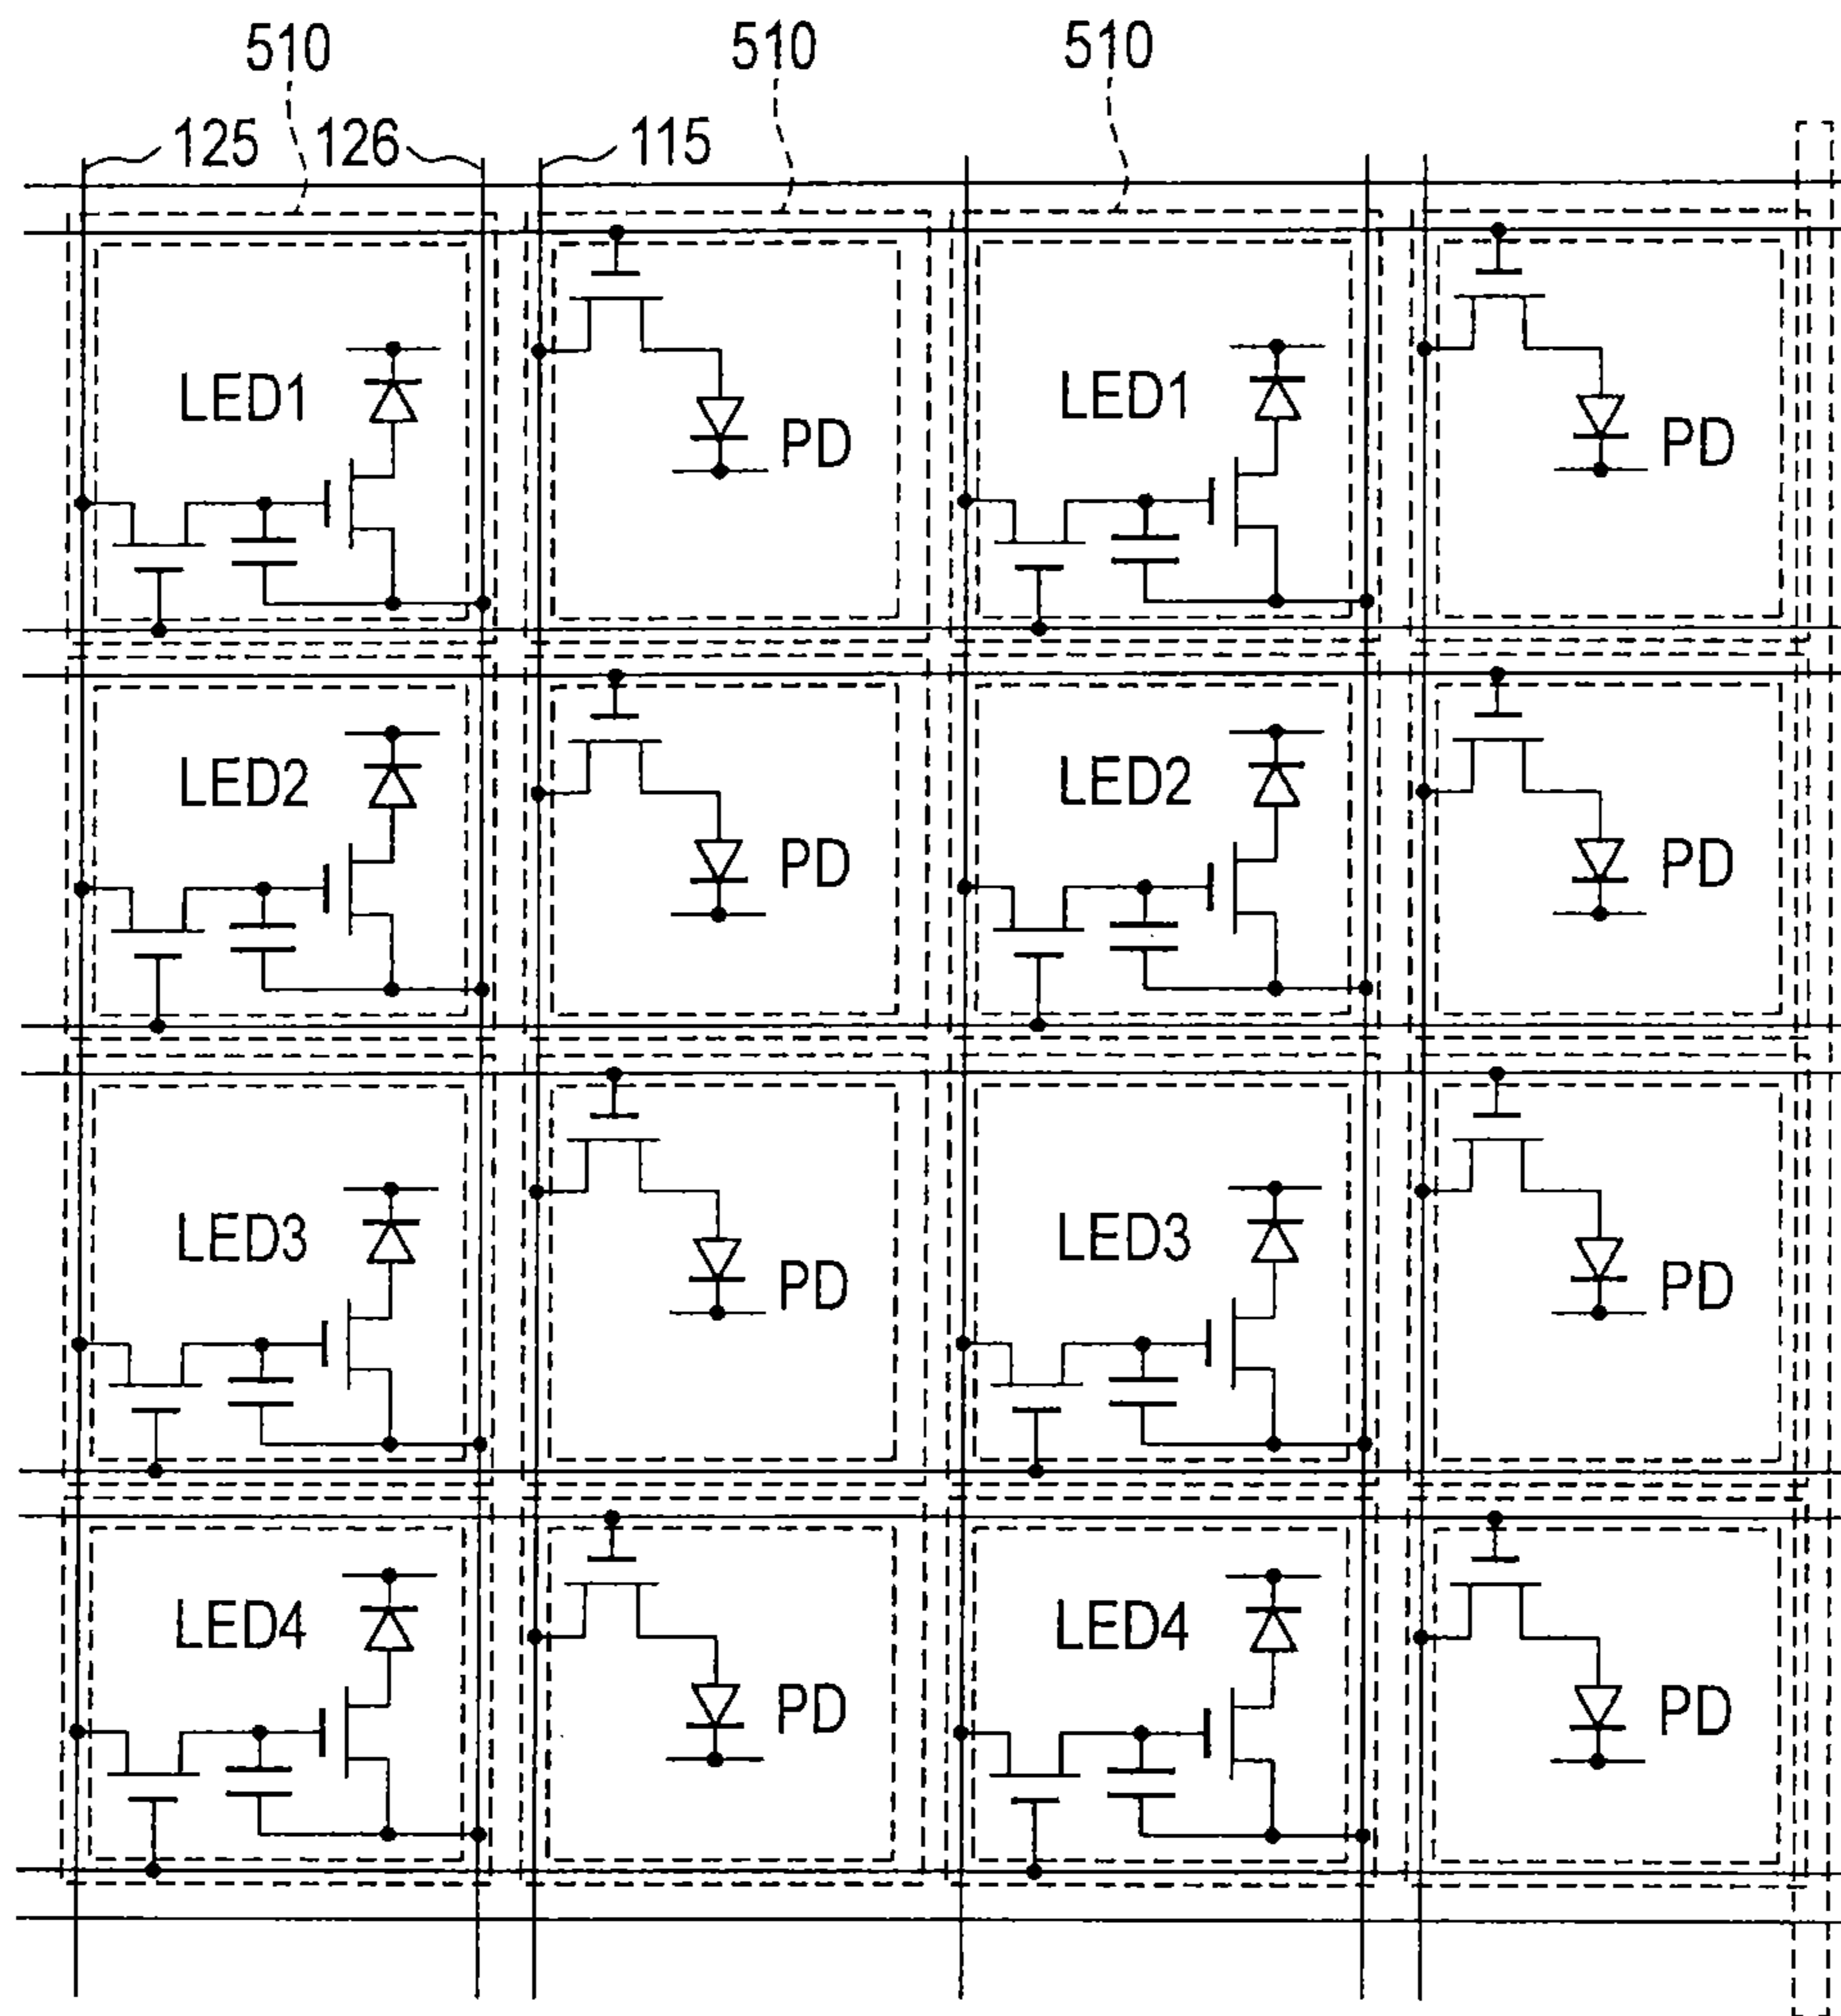 510 510 510
125 126 115
LED1 PD LED1 PD
LED2 PD LED2 PD
LED3 PD LED3 PD
LED4 PD LED4 PD